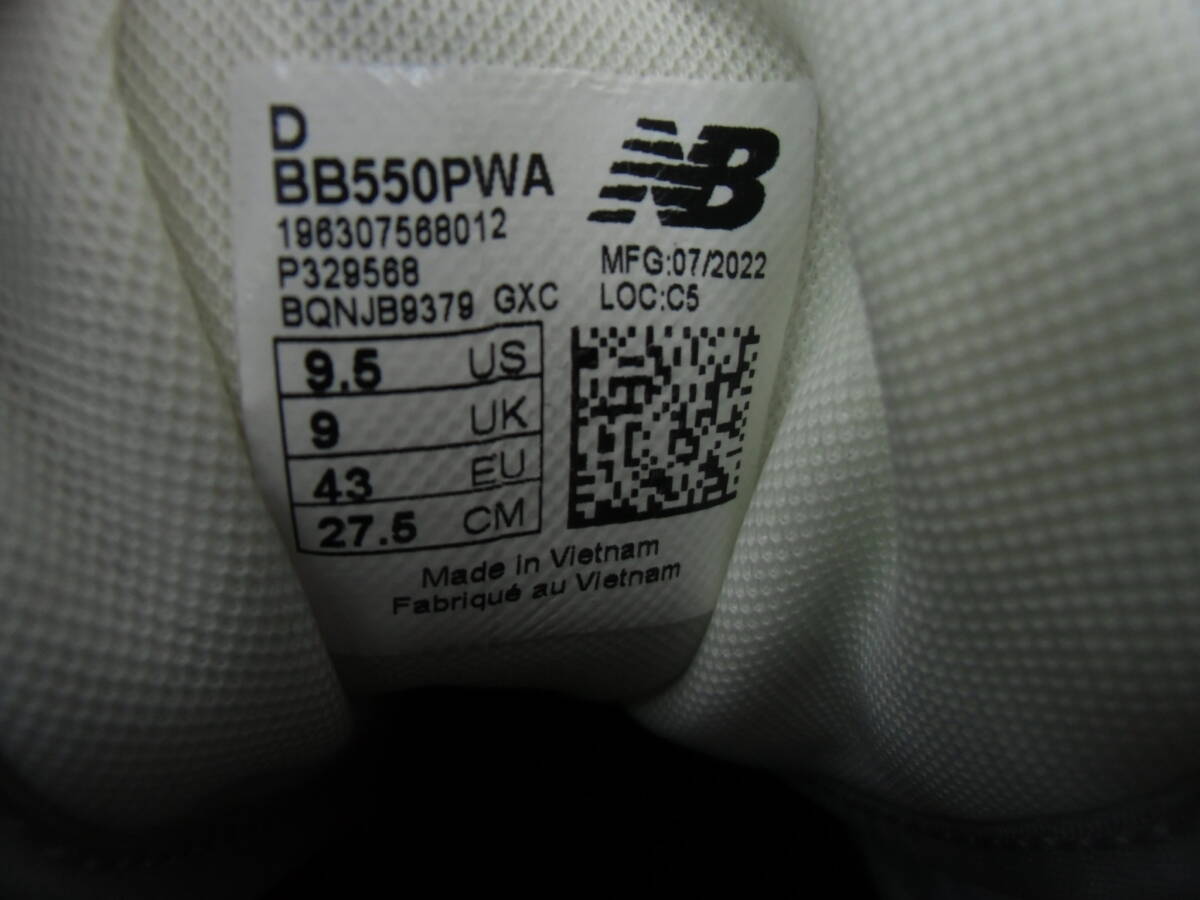 D
BB550PWA
196307568012
P329568
BQNJB9379 GXC
NB
MFG:07/2022
LOC:C5
9.5 US
9 UK
43 EU
27.5 CM
Made in Vietnam
Fabriqué au Vietnam